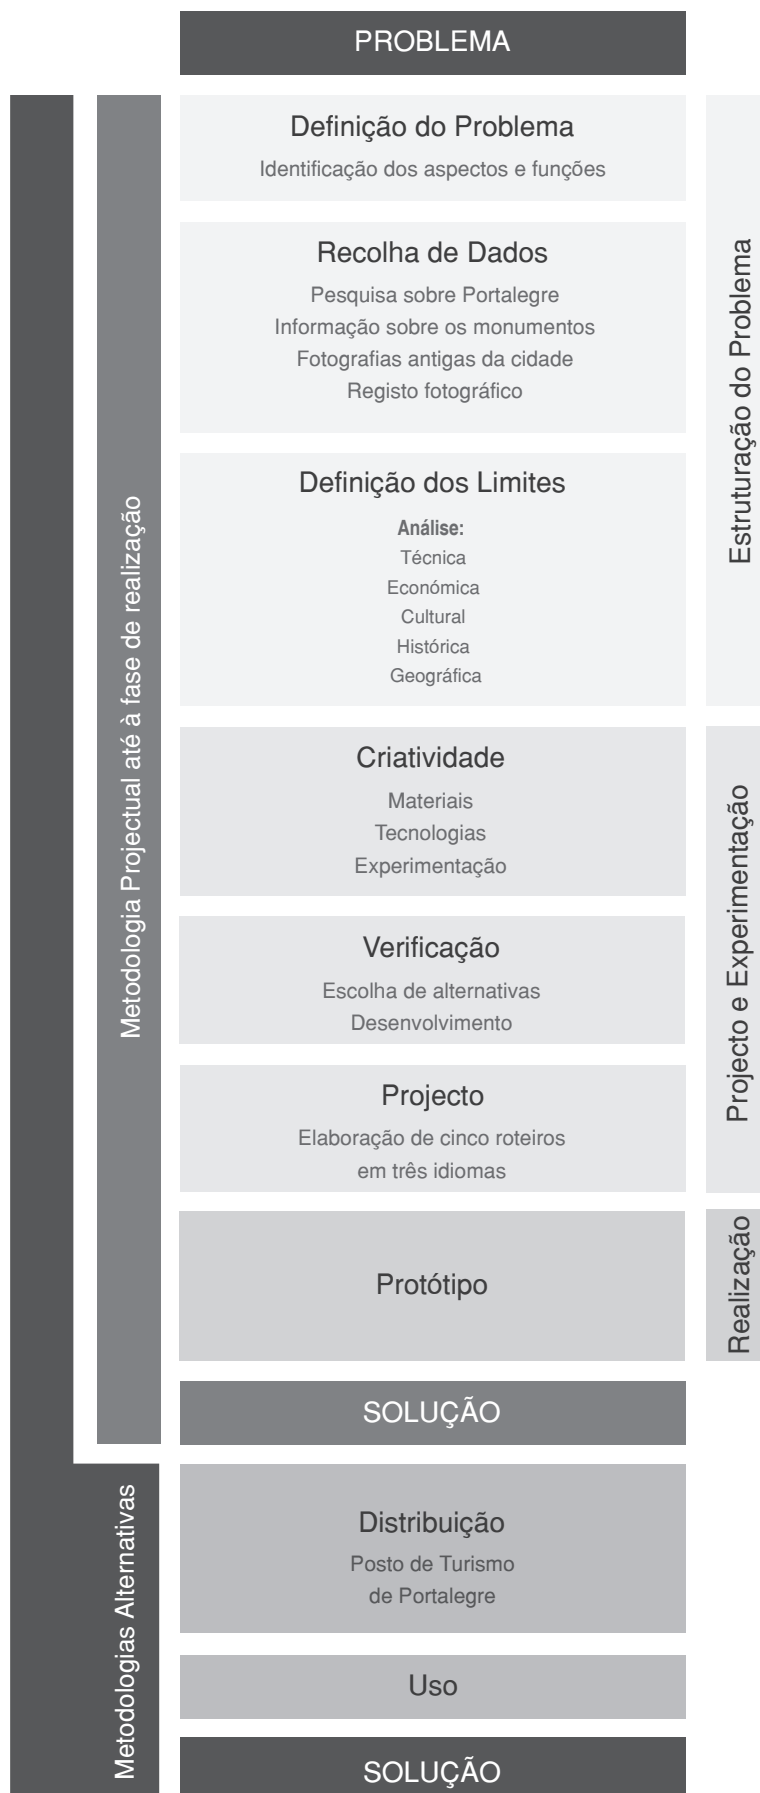 PROBLEMA
Definição do Problema
Identificação dos aspectos e funções
Recolha de Dados
Pesquisa sobre Portalegre
Informação sobre os monumentos
Fotografias antigas da cidade
Registo fotográfico
Definição dos Limites
Análise:
Técnica
Económica
Cultural
Histórica
Geográfica
Estruturação do Problema
Criatividade
Materiais
Tecnologias
Experimentação
Verificação
Escolha de alternativas
Desenvolvimento
Projecto
Elaboração de cinco roteiros
em três idiomas
Projecto e Experimentação
Protótipo
Realização
SOLUÇÃO
Metodologia Projectual até à fase de realização
Distribuição
Posto de Turismo
de Portalegre
Uso
SOLUÇÃO
Metodologias Alternativas